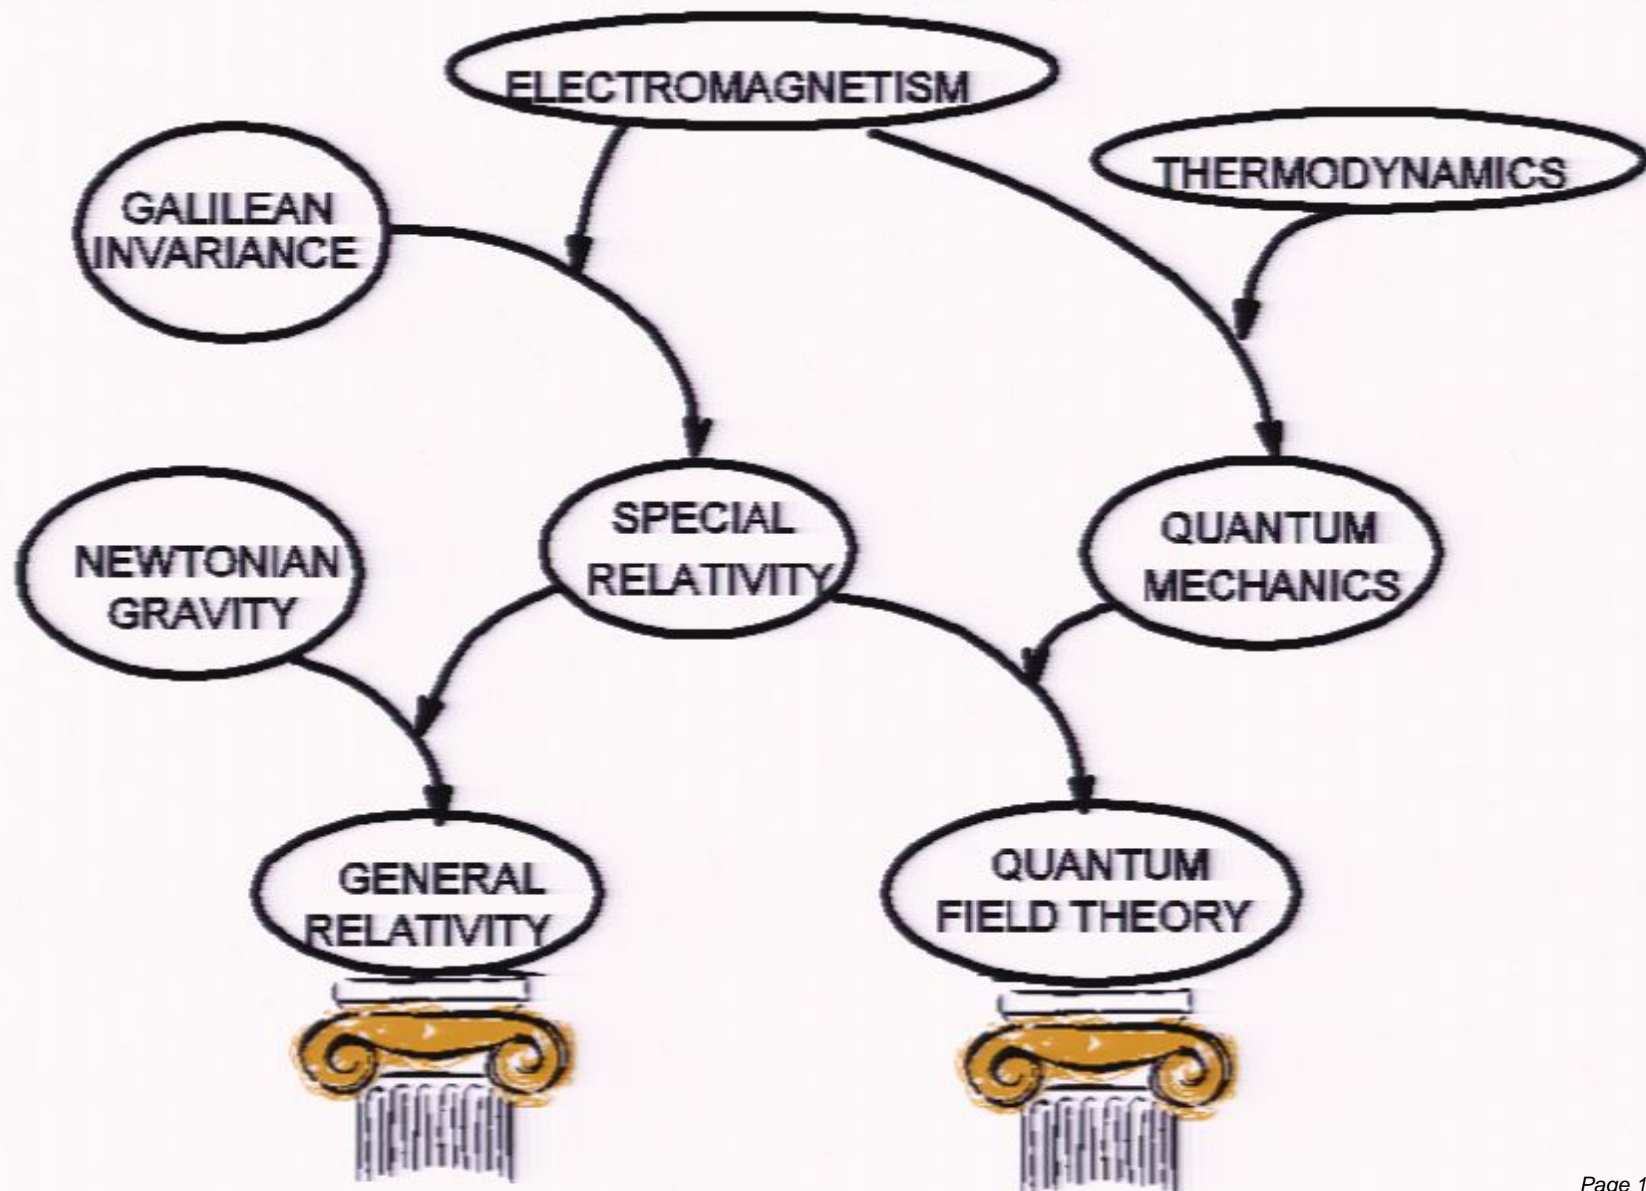 ELECTROMAGNETISM
THERMODYNAMICS
GALILEAN
INVARIANCE
NEWTONIAN
GRAVITY
SPECIAL
RELATIVITY
QUANTUM
MECHANICS
GENERAL
RELATIVITY
QUANTUM
FIELD THEORY
Page 1